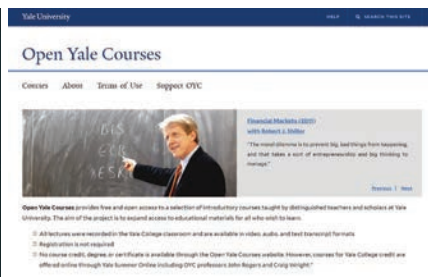 Yale University
HELP
SEARCH THIS SITE
Open Yale Courses
Courses About Terms of Use Support OYC
Financial Markets (2011)
with Robert J. Shiller
"The moral dilemma is to prevent big, bad things from happening,
and that takes a sort of entrepreneurship and big thinking to
manage."
Previous | Next
Open Yale Courses provides free and open access to a selection of introductory courses taught by distinguished teachers and scholars at Yale
University. The aim of the project is to expand access to educational materials for all who wish to learn.
All lectures were recorded in the Yale College classroom and are available in video, audio, and text transcript formats
Registration is not required
No course credit, degree, or certificate is available through the Open Yale Courses website. However, courses for Yale College credit are
offered online through Yale Summer Online including OYC professors John Rogers and Craig Wright."